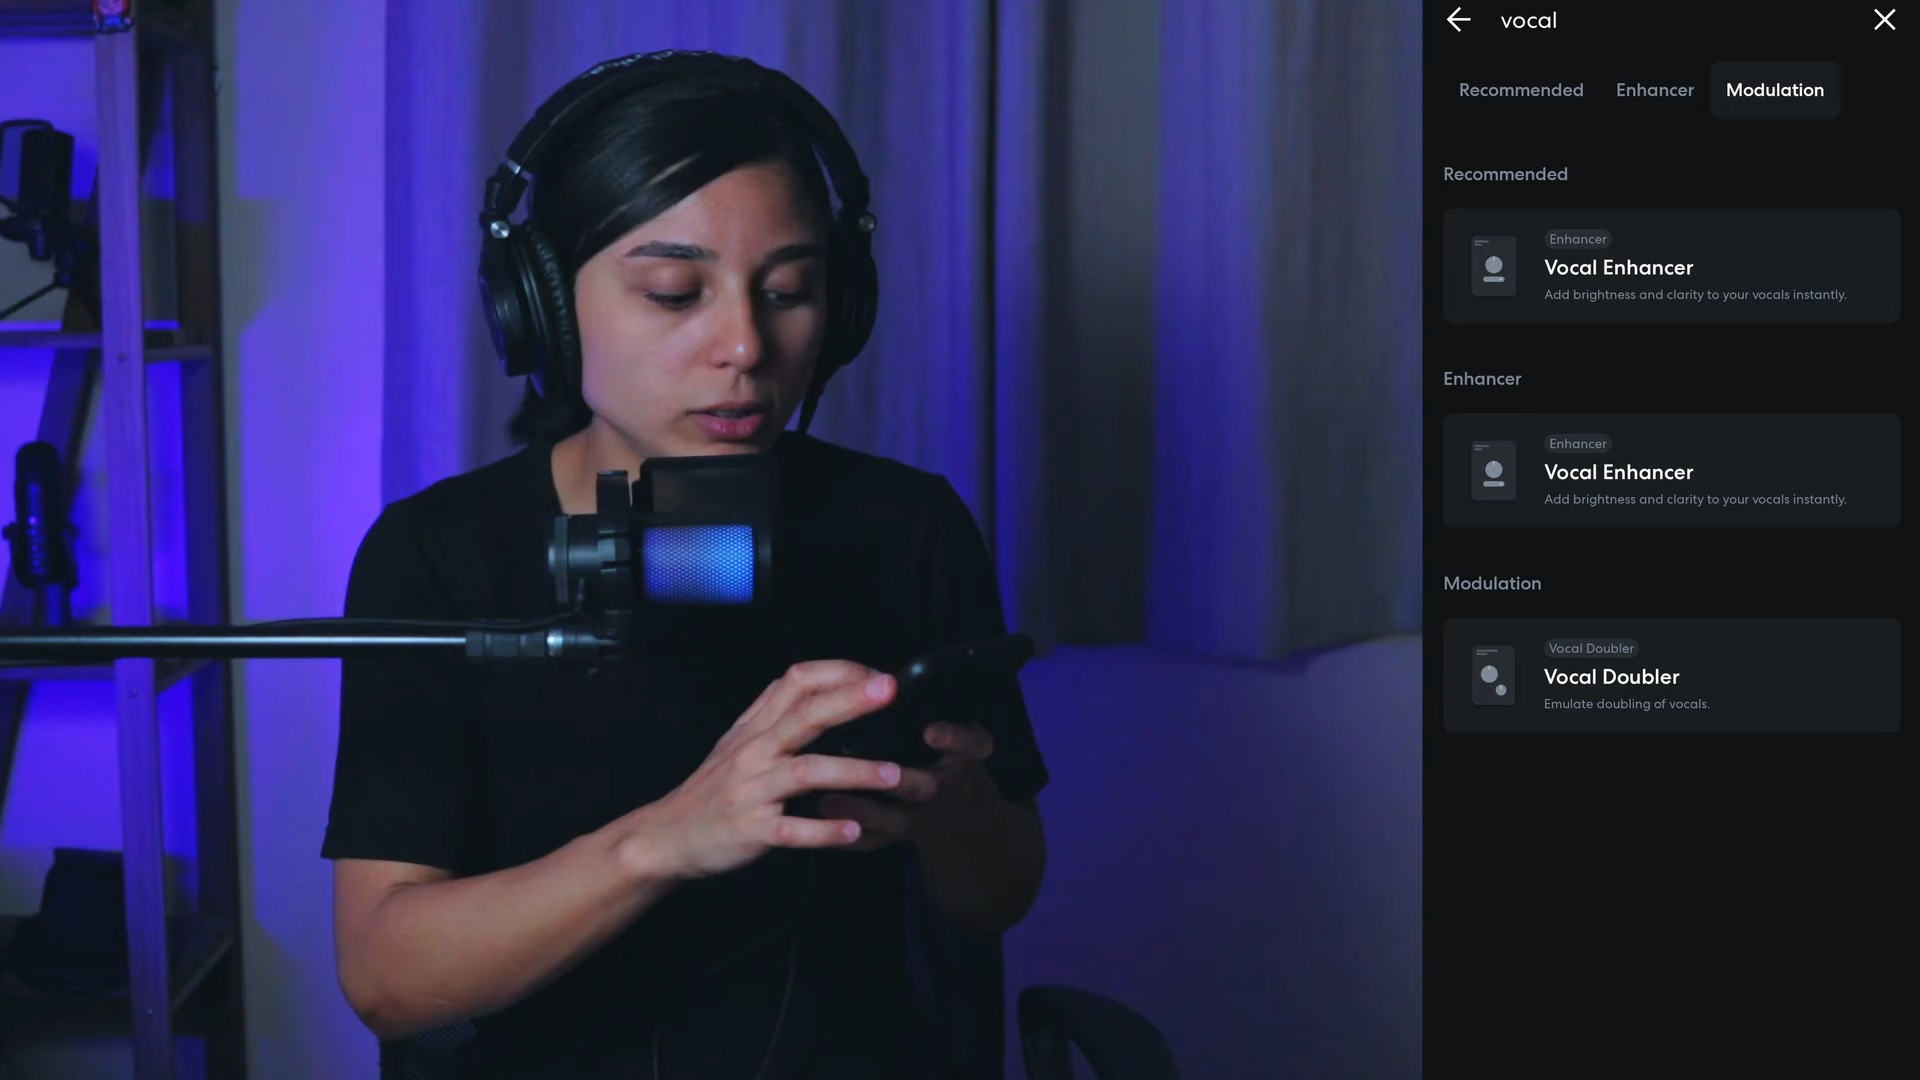 vocal
Recommended Enhancer Modulation
Recommended
Enhancer
Vocal Enhancer
Add brightness and clarity to your vocals instantly.
Enhancer
Enhancer
Vocal Enhancer
Add brightness and clarity to your vocals instantly.
Modulation
Vocal Doubler
Vocal Doubler
Emulate doubling of vocals.